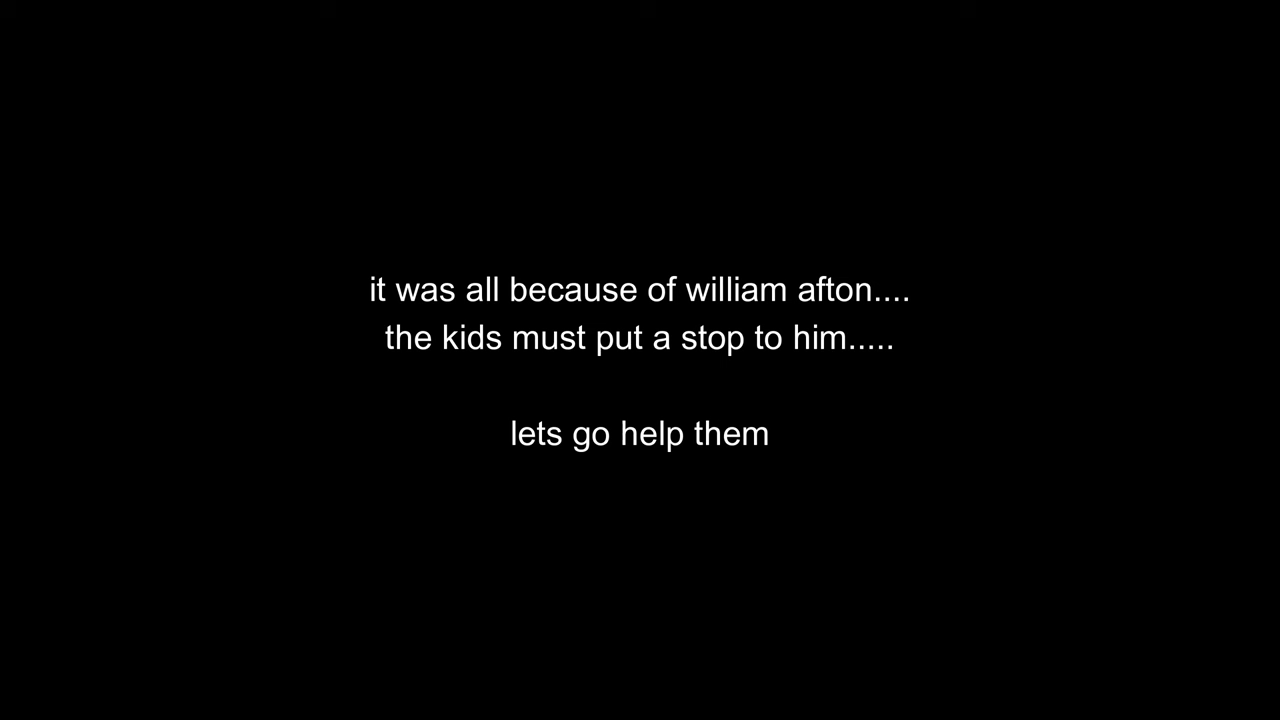 it was all because of william afton....
the kids must put a stop to him.....
lets go help them